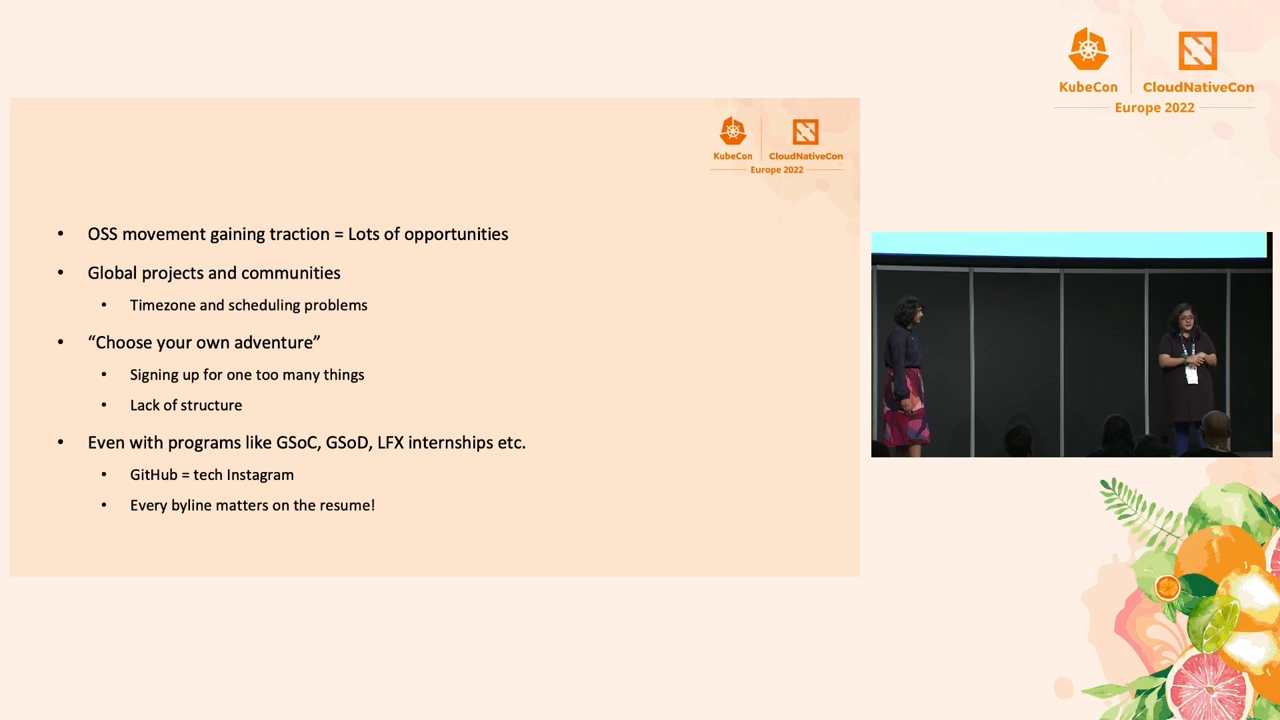 KubeCon
CloudNativeCon
Europe 2022
KubeCon
CloudNativeCon
Europe 2022
• OSS movement gaining traction = Lots of opportunities
• Global projects and communities
• Timezone and scheduling problems
• “Choose your own adventure”
• Signing up for one too many things
• Lack of structure
• Even with programs like GSoC, GSoD, LFX internships etc.
• GitHub = tech Instagram
• Every byline matters on the resume!